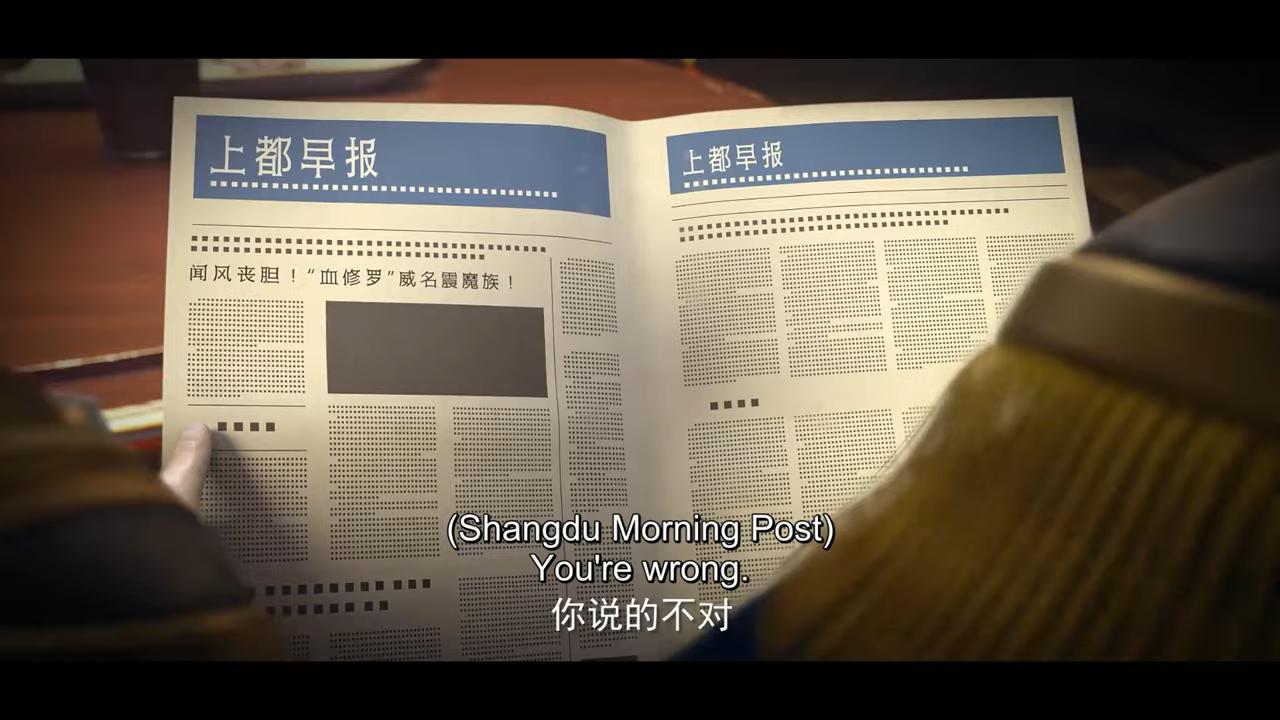 上都早报
上都早报
闻风丧胆！“血修罗”威名震魔族！
(Shangdu Morning Post)
You're wrong.
你说的不对